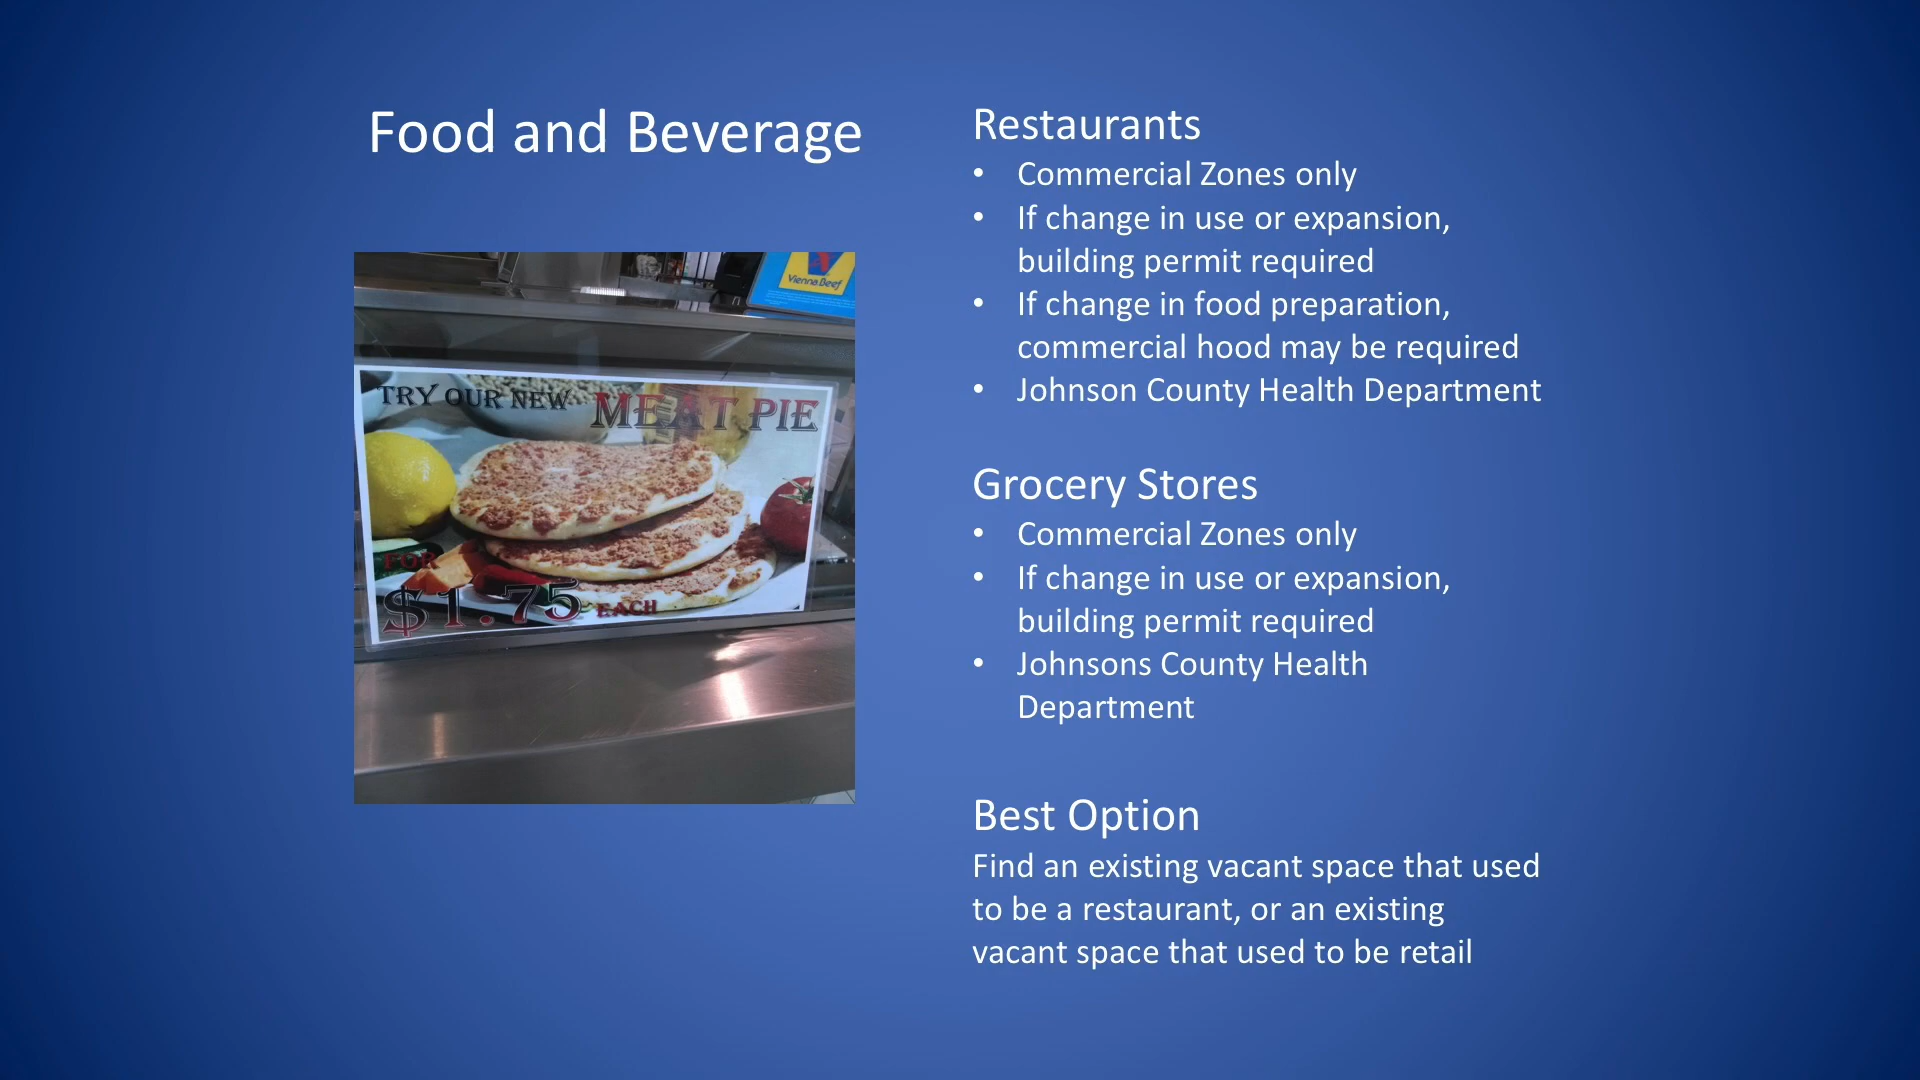 Food and Beverage
Vienna Beef
TRY OUR NEW MEAT PIE
FOR
$1.75 EACH
Restaurants
• Commercial Zones only
• If change in use or expansion,
building permit required
• If change in food preparation,
commercial hood may be required
• Johnson County Health Department
Grocery Stores
• Commercial Zones only
• If change in use or expansion,
building permit required
• Johnsons County Health
Department
Best Option
Find an existing vacant space that used
to be a restaurant, or an existing
vacant space that used to be retail